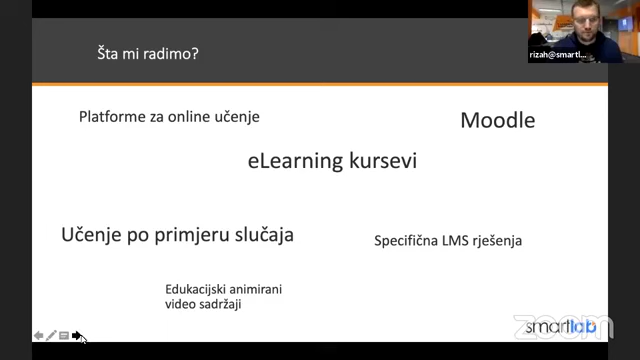 Šta mi radimo?
rizah@smartl...
Platforme za online učenje
Moodle
eLearning kursevi
Učenje po primjeru slučaja
Specifična LMS rješenja
Edukacijski animirani
video sadržaji
smartlab
zoom